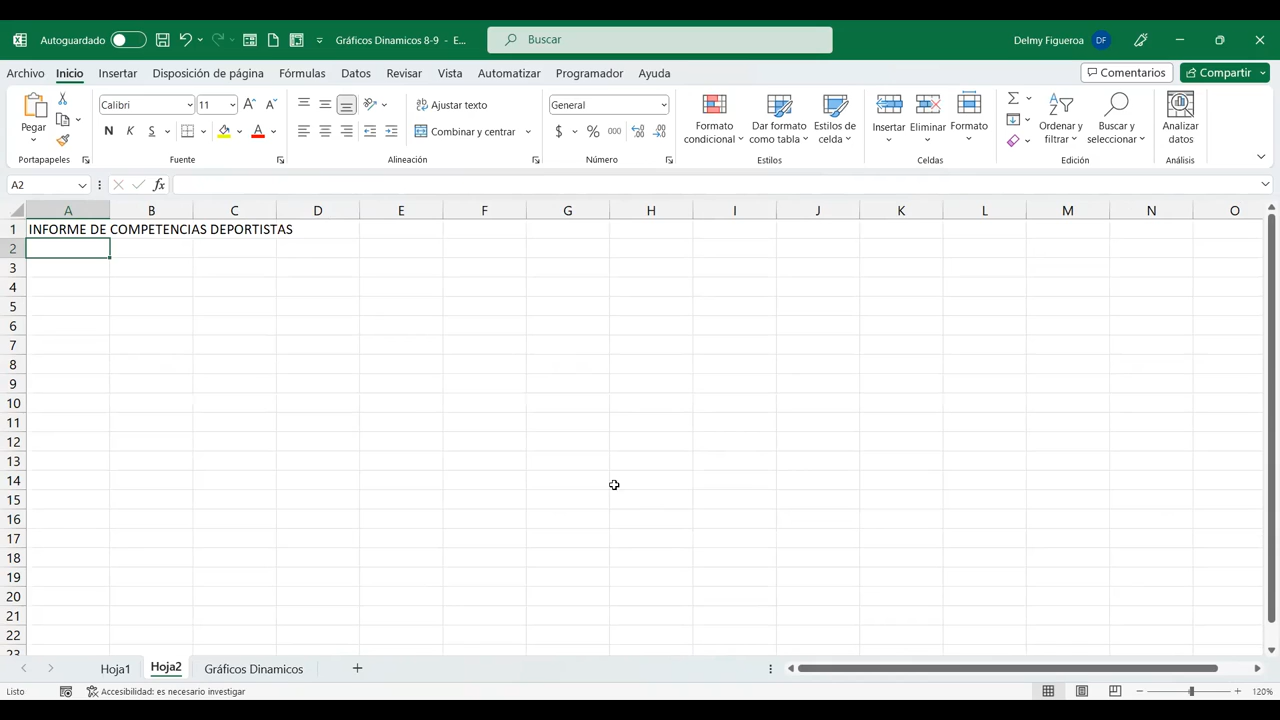 Autoguardado
Gráficos Dinamicos 8-9 - E...
Buscar
Delmy Figueroa DF
Archivo Inicio Insertar Disposición de página Fórmulas Datos Revisar Vista Automatizar Programador Ayuda
Comentarios Compartir
Pegar
Calibri 11
N K S
Ajustar texto
Combinar y centrar
General
$ % 000
Formato condicional
Dar formato como tabla
Estilos de celda
Insertar Eliminar Formato
Ordenar y filtrar
Buscar y seleccionar
Analizar datos
Portapapeles Fuente Alineación Número Estilos Celdas Edición Análisis
A2 fx
A B C D E F G H I J K L M N O
1 INFORME DE COMPETENCIAS DEPORTISTAS
2
3
4
5
6
7
8
9
10
11
12
13
14
15
16
17
18
19
20
21
22
23
Hoja1 Hoja2 Gráficos Dinamicos
Listo Accesibilidad: es necesario investigar 120%